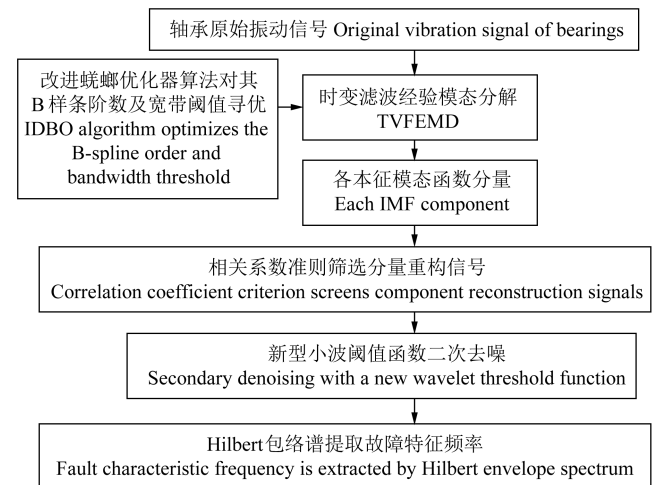 轴承原始振动信号 Original vibration signal of bearings
改进蜣螂优化器算法对其
B 样条阶数及宽带阈值寻优
IDBO algorithm optimizes the
B-spline order and
bandwidth threshold
时变滤波经验模态分解
TVFEMD
各本征模态函数分量
Each IMF component
相关系数准则筛选分量重构信号
Correlation coefficient criterion screens component reconstruction signals
新型小波阈值函数二次去噪
Secondary denoising with a new wavelet threshold function
Hilbert包络谱提取故障特征频率
Fault characteristic frequency is extracted by Hilbert envelope spectrum